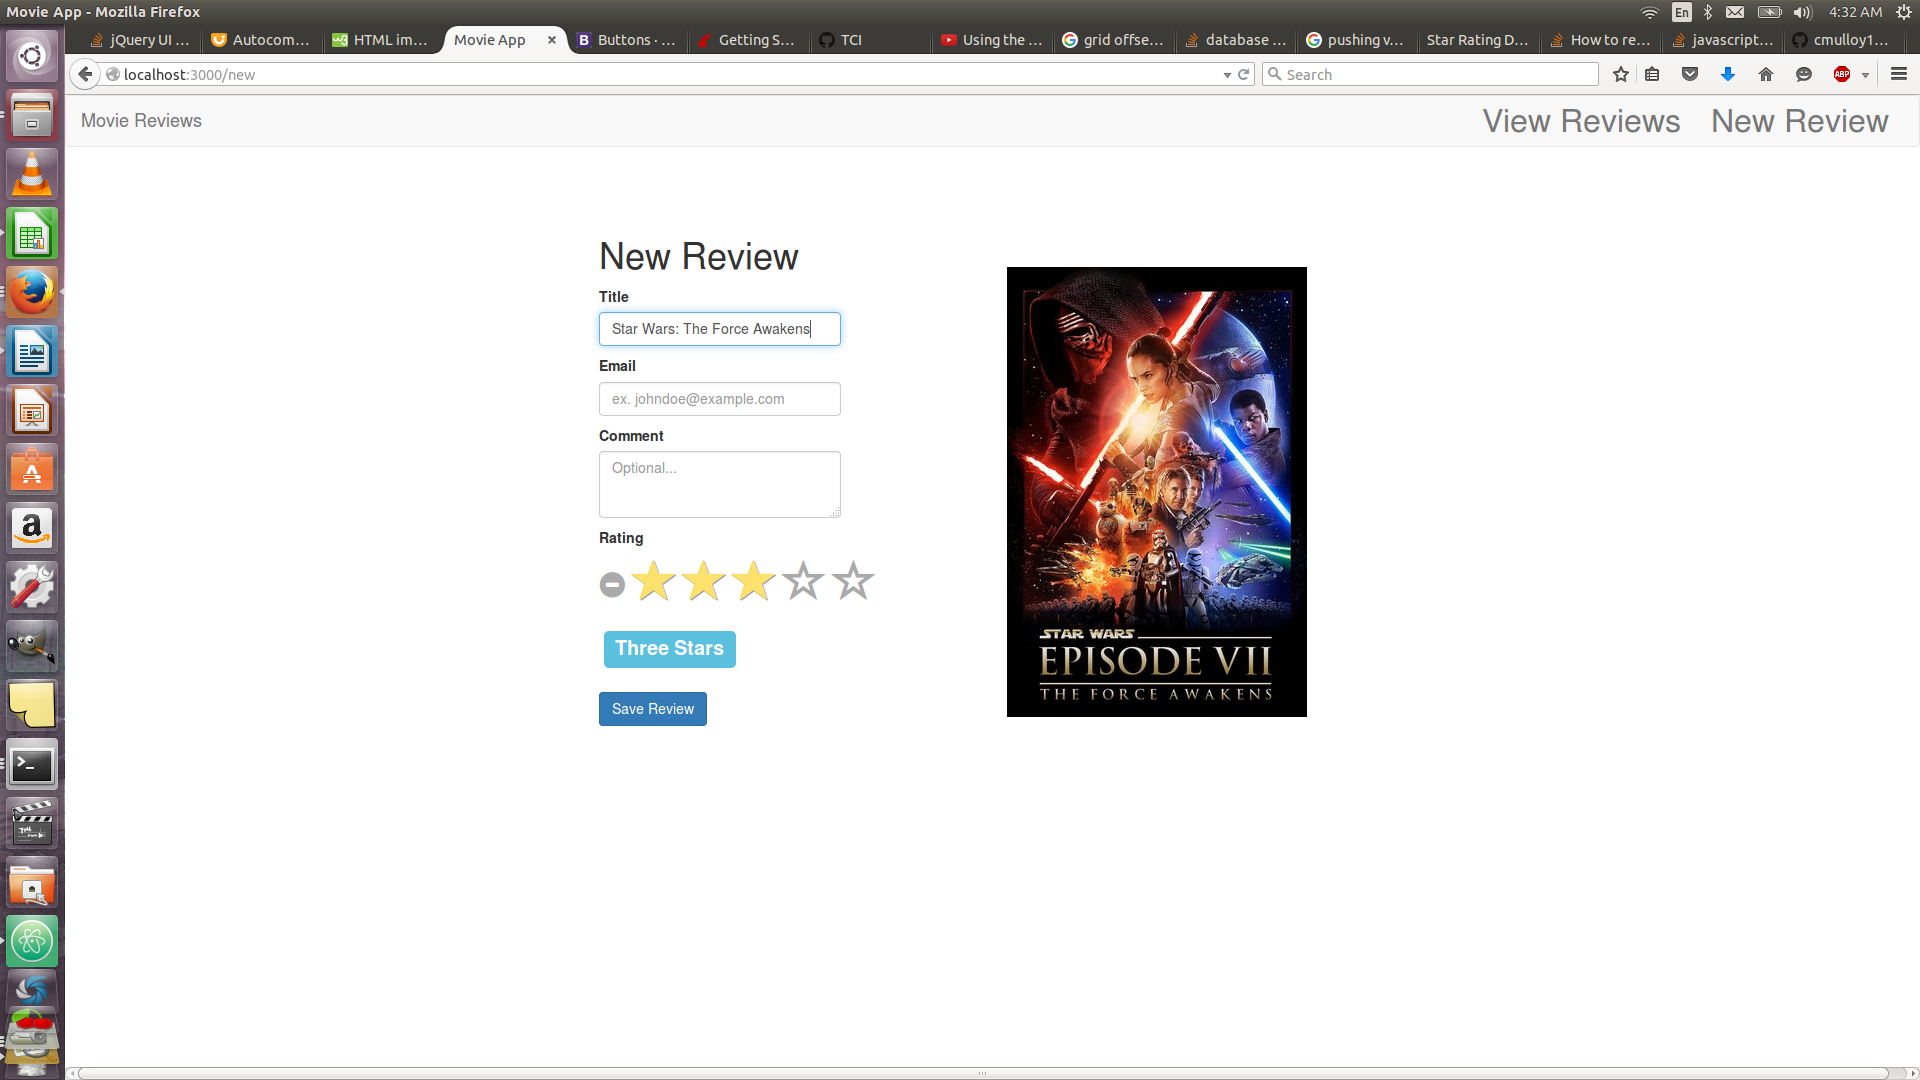 Movie App - Mozilla Firefox
En
4:32 AM
jQuery UI ...
Autocom...
HTML im...
Movie App
Buttons · ...
Getting S...
TCI
Using the ...
grid offse...
database ...
pushing v...
Star Rating D...
How to re...
javascript...
cmulloy1...
localhost:3000/new
Search
ABP
Movie Reviews
View Reviews
New Review
New Review
Title
Star Wars: The Force Awakens
Email
ex. johndoe@example.com
Comment
Optional...
Rating
Three Stars
Save Review
STAR WARS
EPISODE VII
THE FORCE AWAKENS